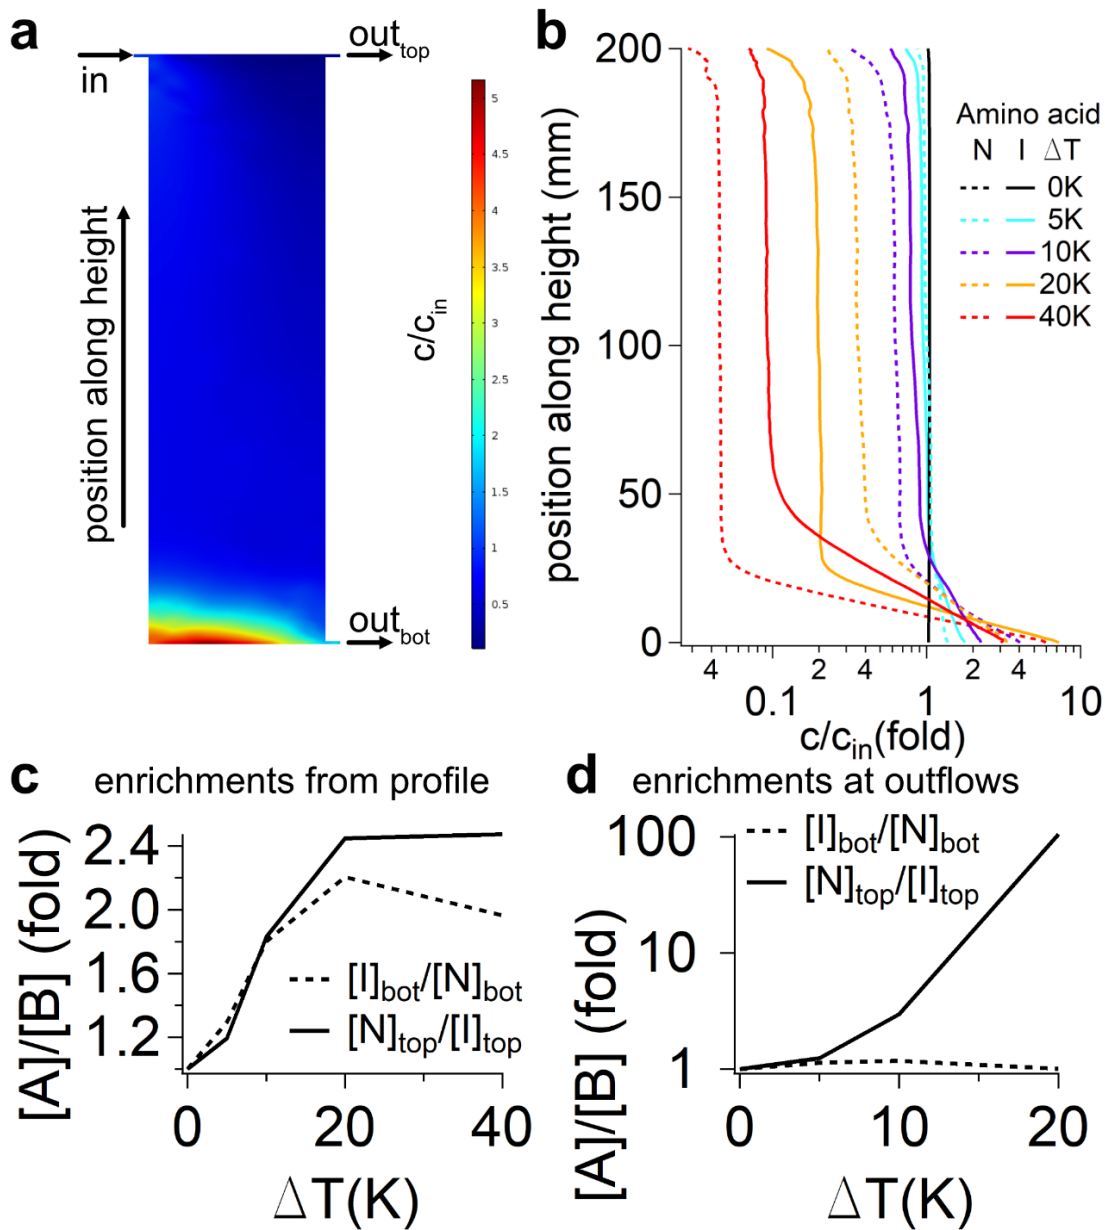 a
in
out_top
position along height
c/c_in
5
4.5
4
3.5
3
2.5
2
1.5
1
0.5
out_bot
b
position along height (mm)
200
150
100
50
0
4
0.1
2
4
1
2
4
10
c/c_in(fold)
Amino acid
N I ΔT
0K
5K
10K
20K
40K
c enrichments from profile
[A]/[B] (fold)
2.4
2.0
1.6
1.2
[I]_bot/[N]_bot
[N]_top/[I]_top
0 20 40
ΔT(K)
d enrichments at outflows
[A]/[B] (fold)
100
10
1
[I]_bot/[N]_bot
[N]_top/[I]_top
0 10 20
ΔT(K)